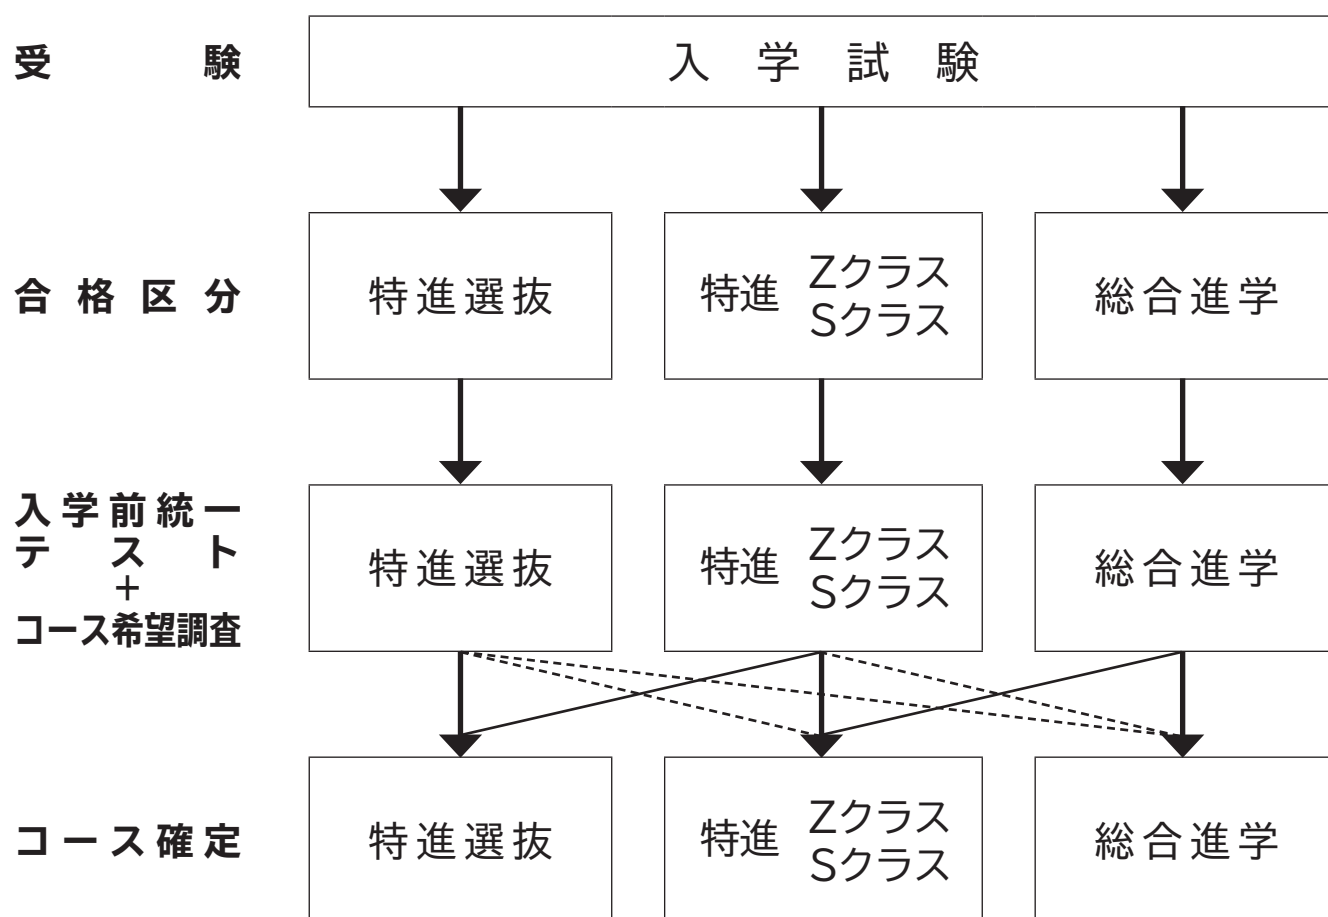 受験
入学試験
合格区分
特進選抜
特進
Zクラス
Sクラス
総合進学
入学前統一
テスト
+
コース希望調査
特進選抜
特進
Zクラス
Sクラス
総合進学
コース確定
特進選抜
特進
Zクラス
Sクラス
総合進学